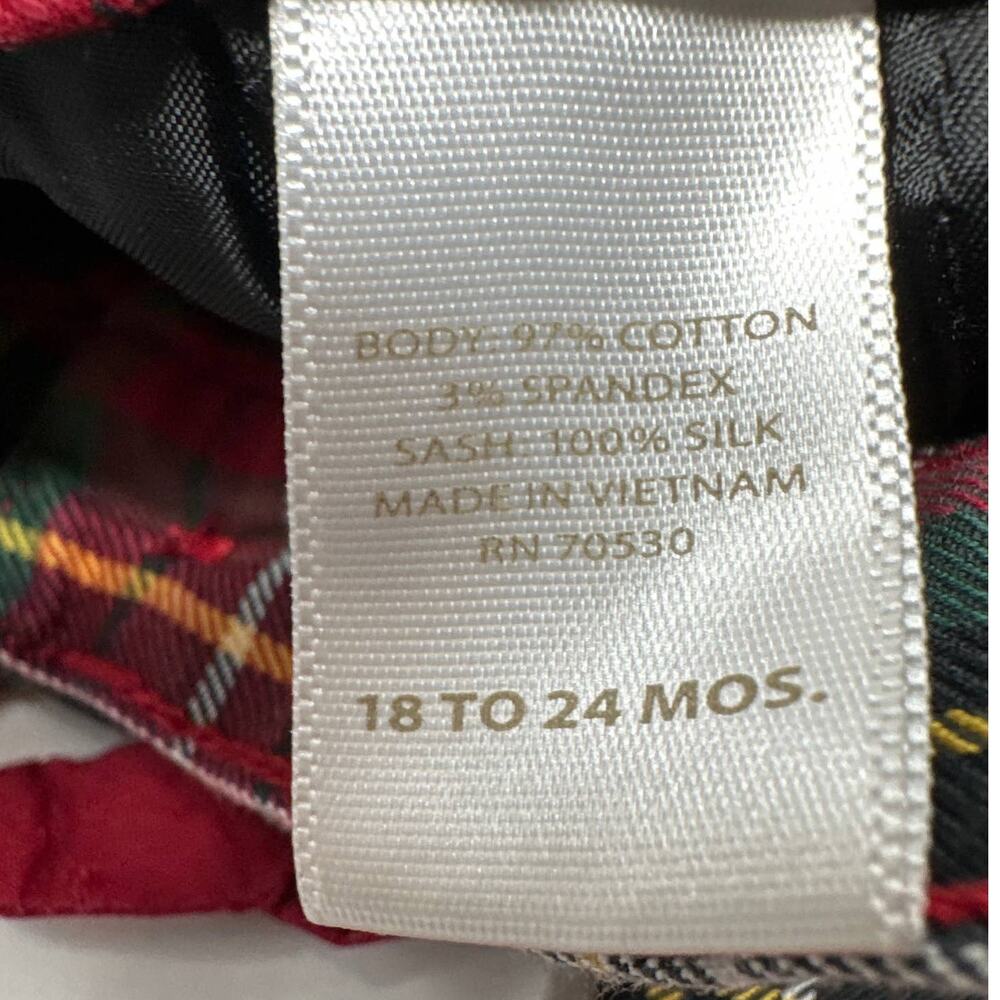 BODY: 97% COTTON
3% SPANDEX
SASH: 100% SILK
MADE IN VIETNAM
RN 70530
18 TO 24 MOS.